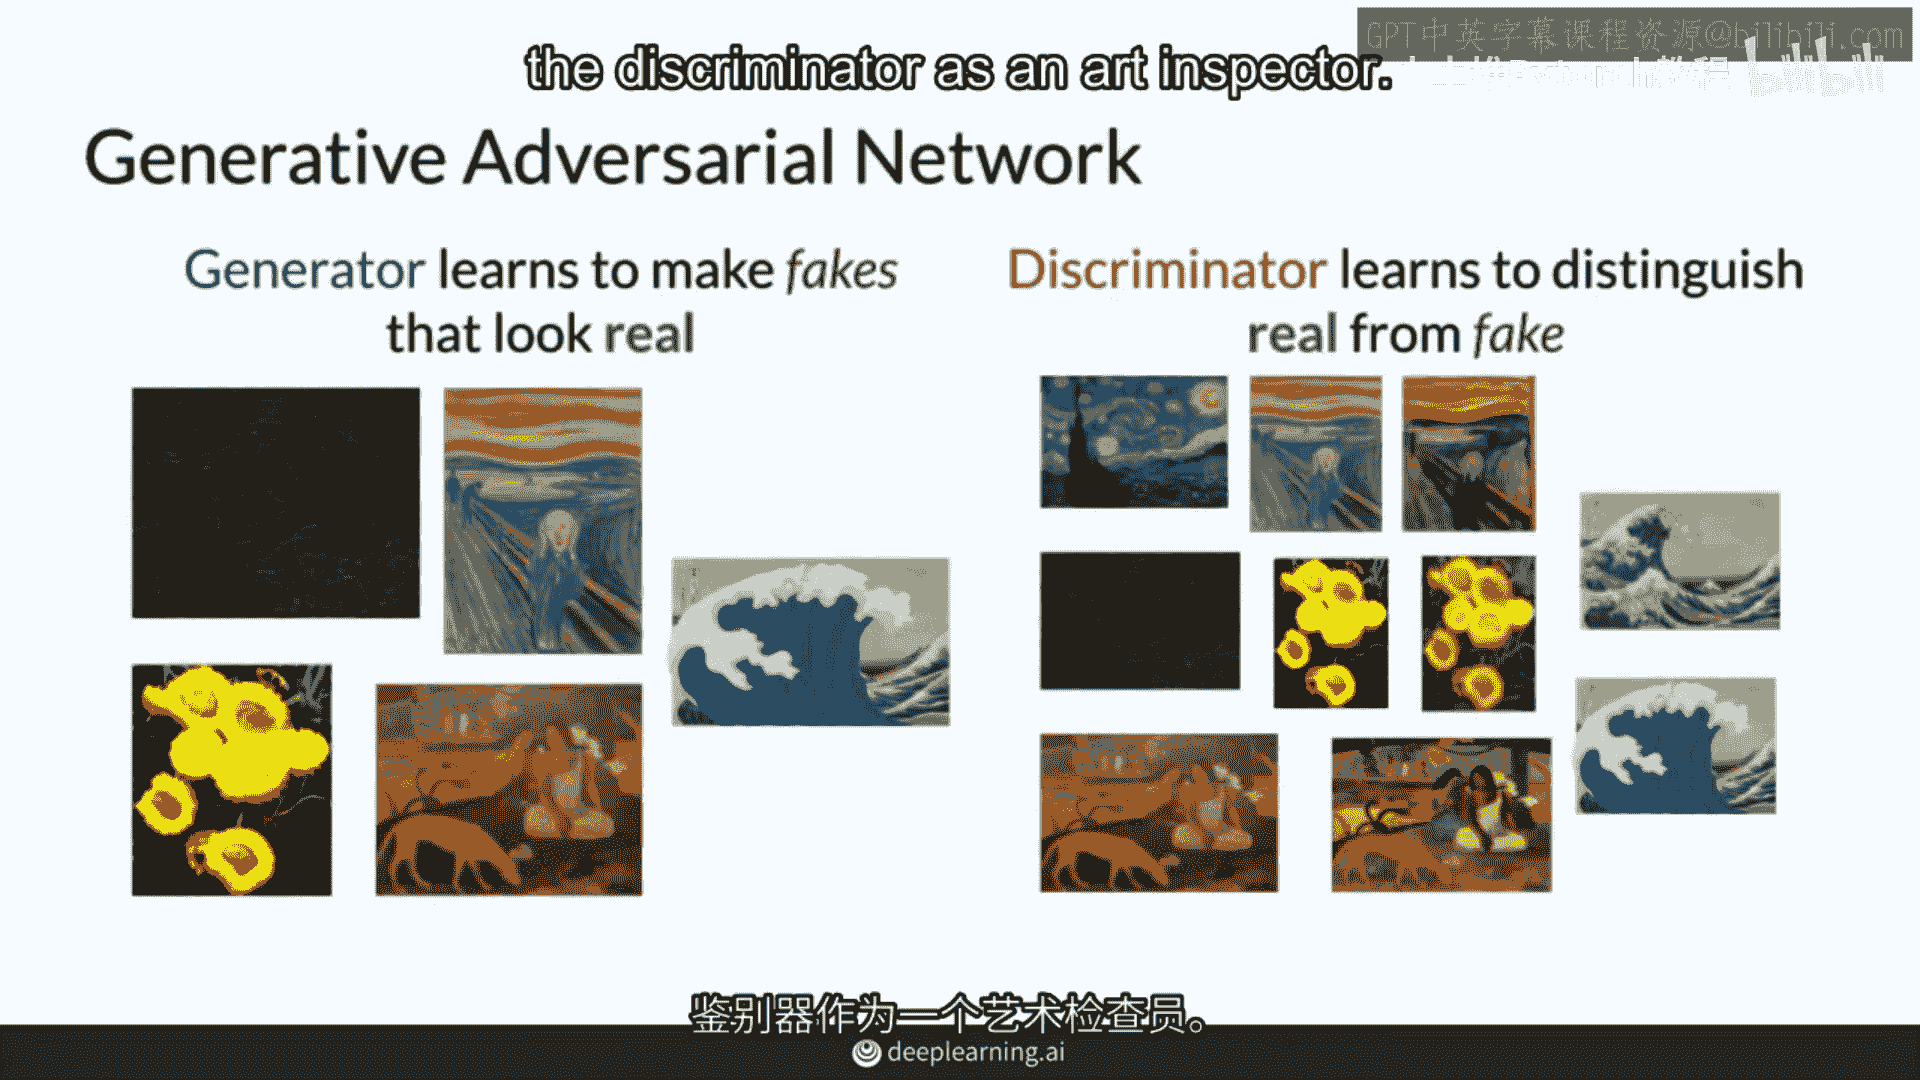 GPT中英字幕课程资源@bilibili.com
the discriminator as an art inspector.
bilibili
Generative Adversarial Network
Generator learns to make fakes
that look real
Discriminator learns to distinguish
real from fake
鉴别器作为一个艺术检查员。
deeplearning.ai